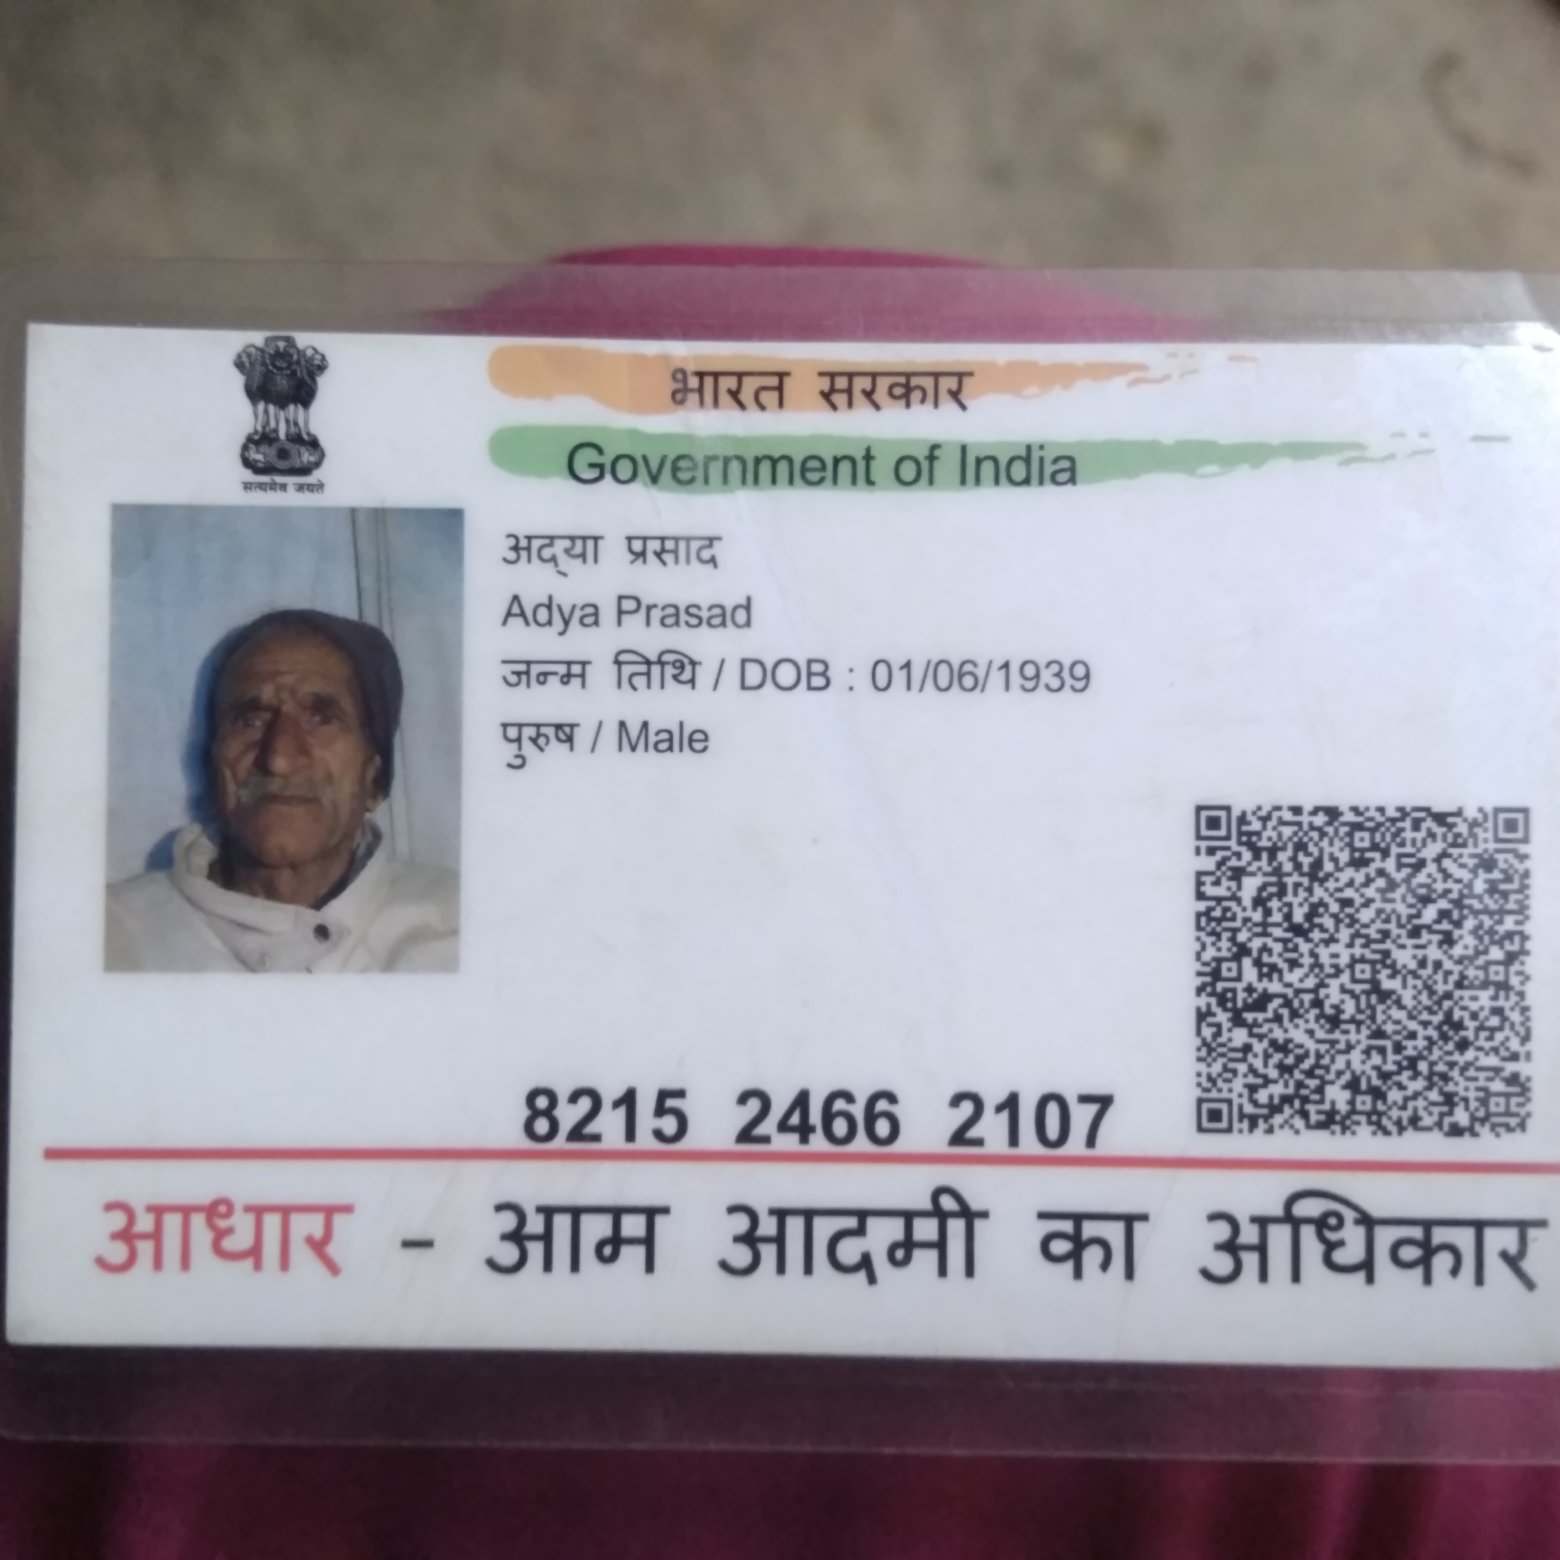 सत्यमेव जयते
भारत सरकार
Government of India
अद्‌या प्रसाद
Adya Prasad
जन्म तिथि / DOB : 01/06/1939
पुरुष / Male
8215 2466 2107
आधार - आम आदमी का अधिकार